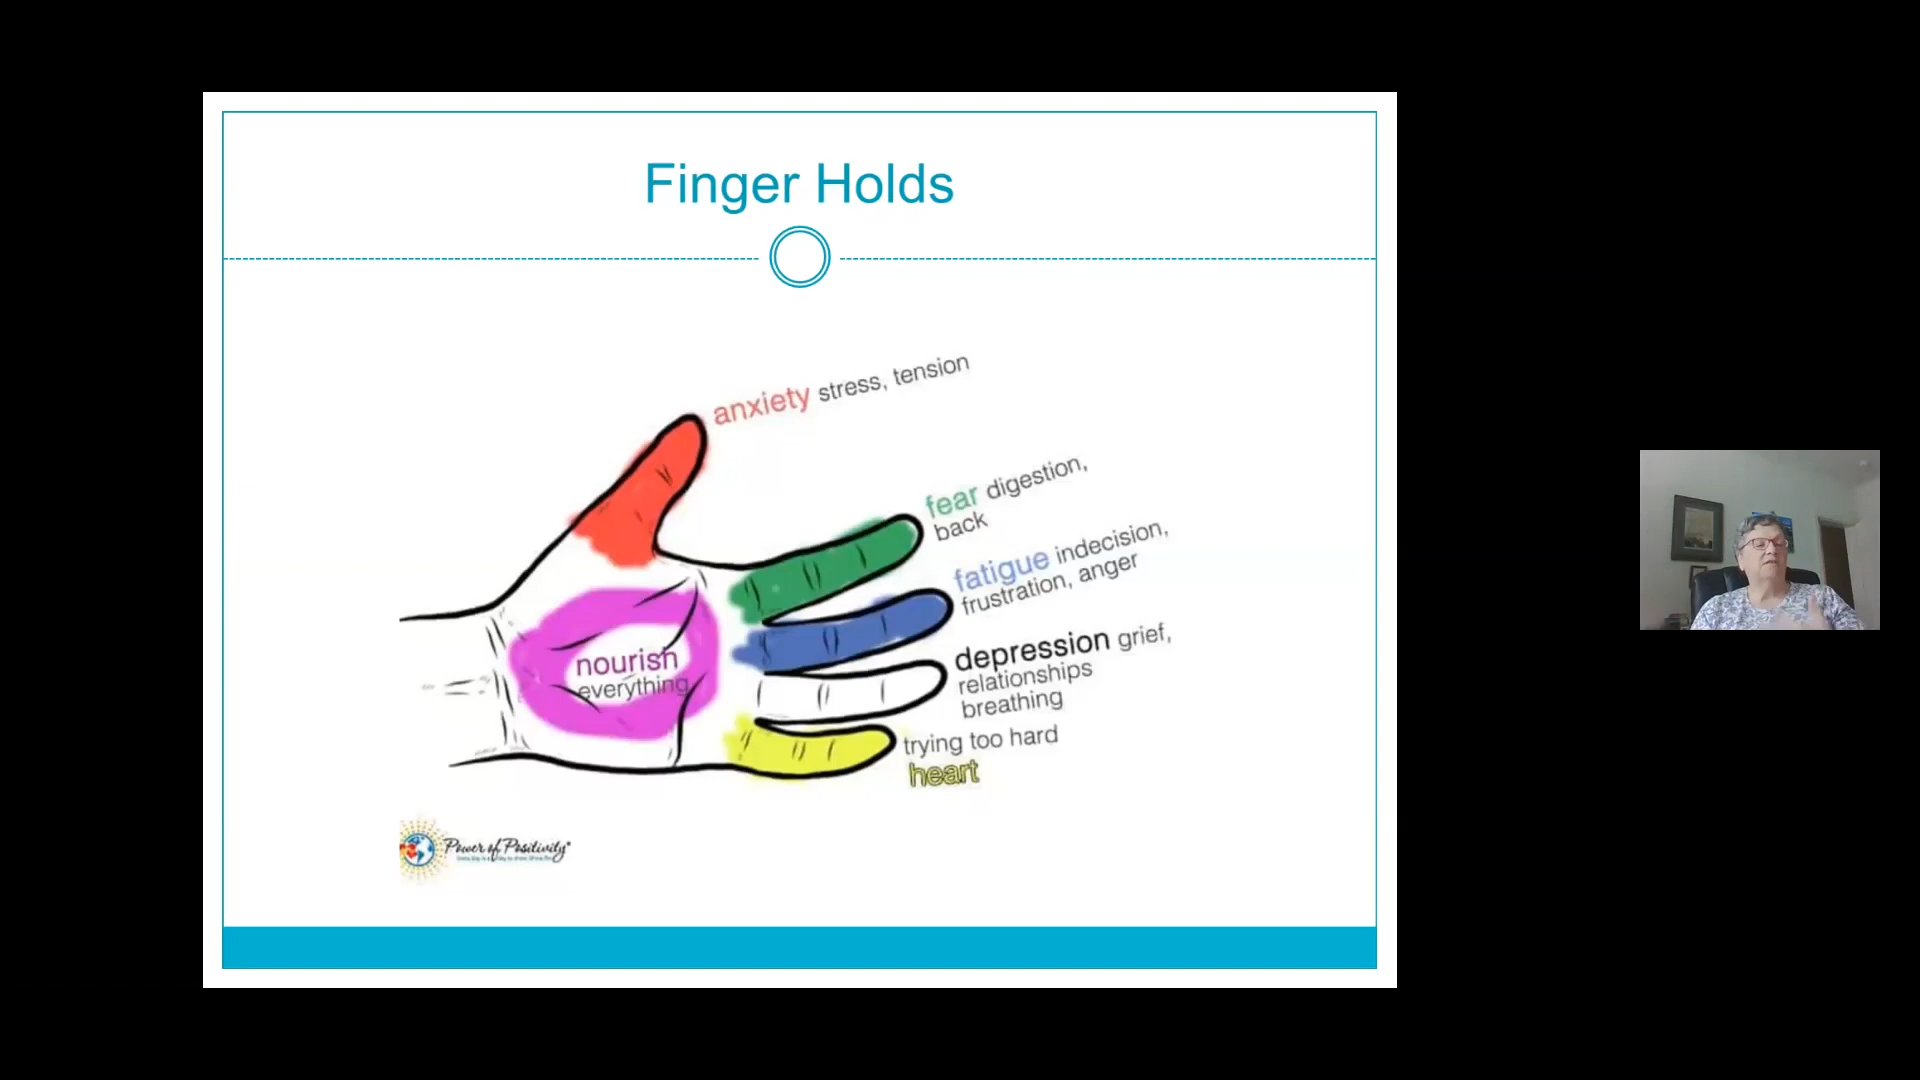 Finger Holds
anxiety stress, tension
fear digestion,
back
fatigue indecision,
frustration, anger
depression grief,
relationships
breathing
trying too hard
heart
nourish
everything
Power of Positivity